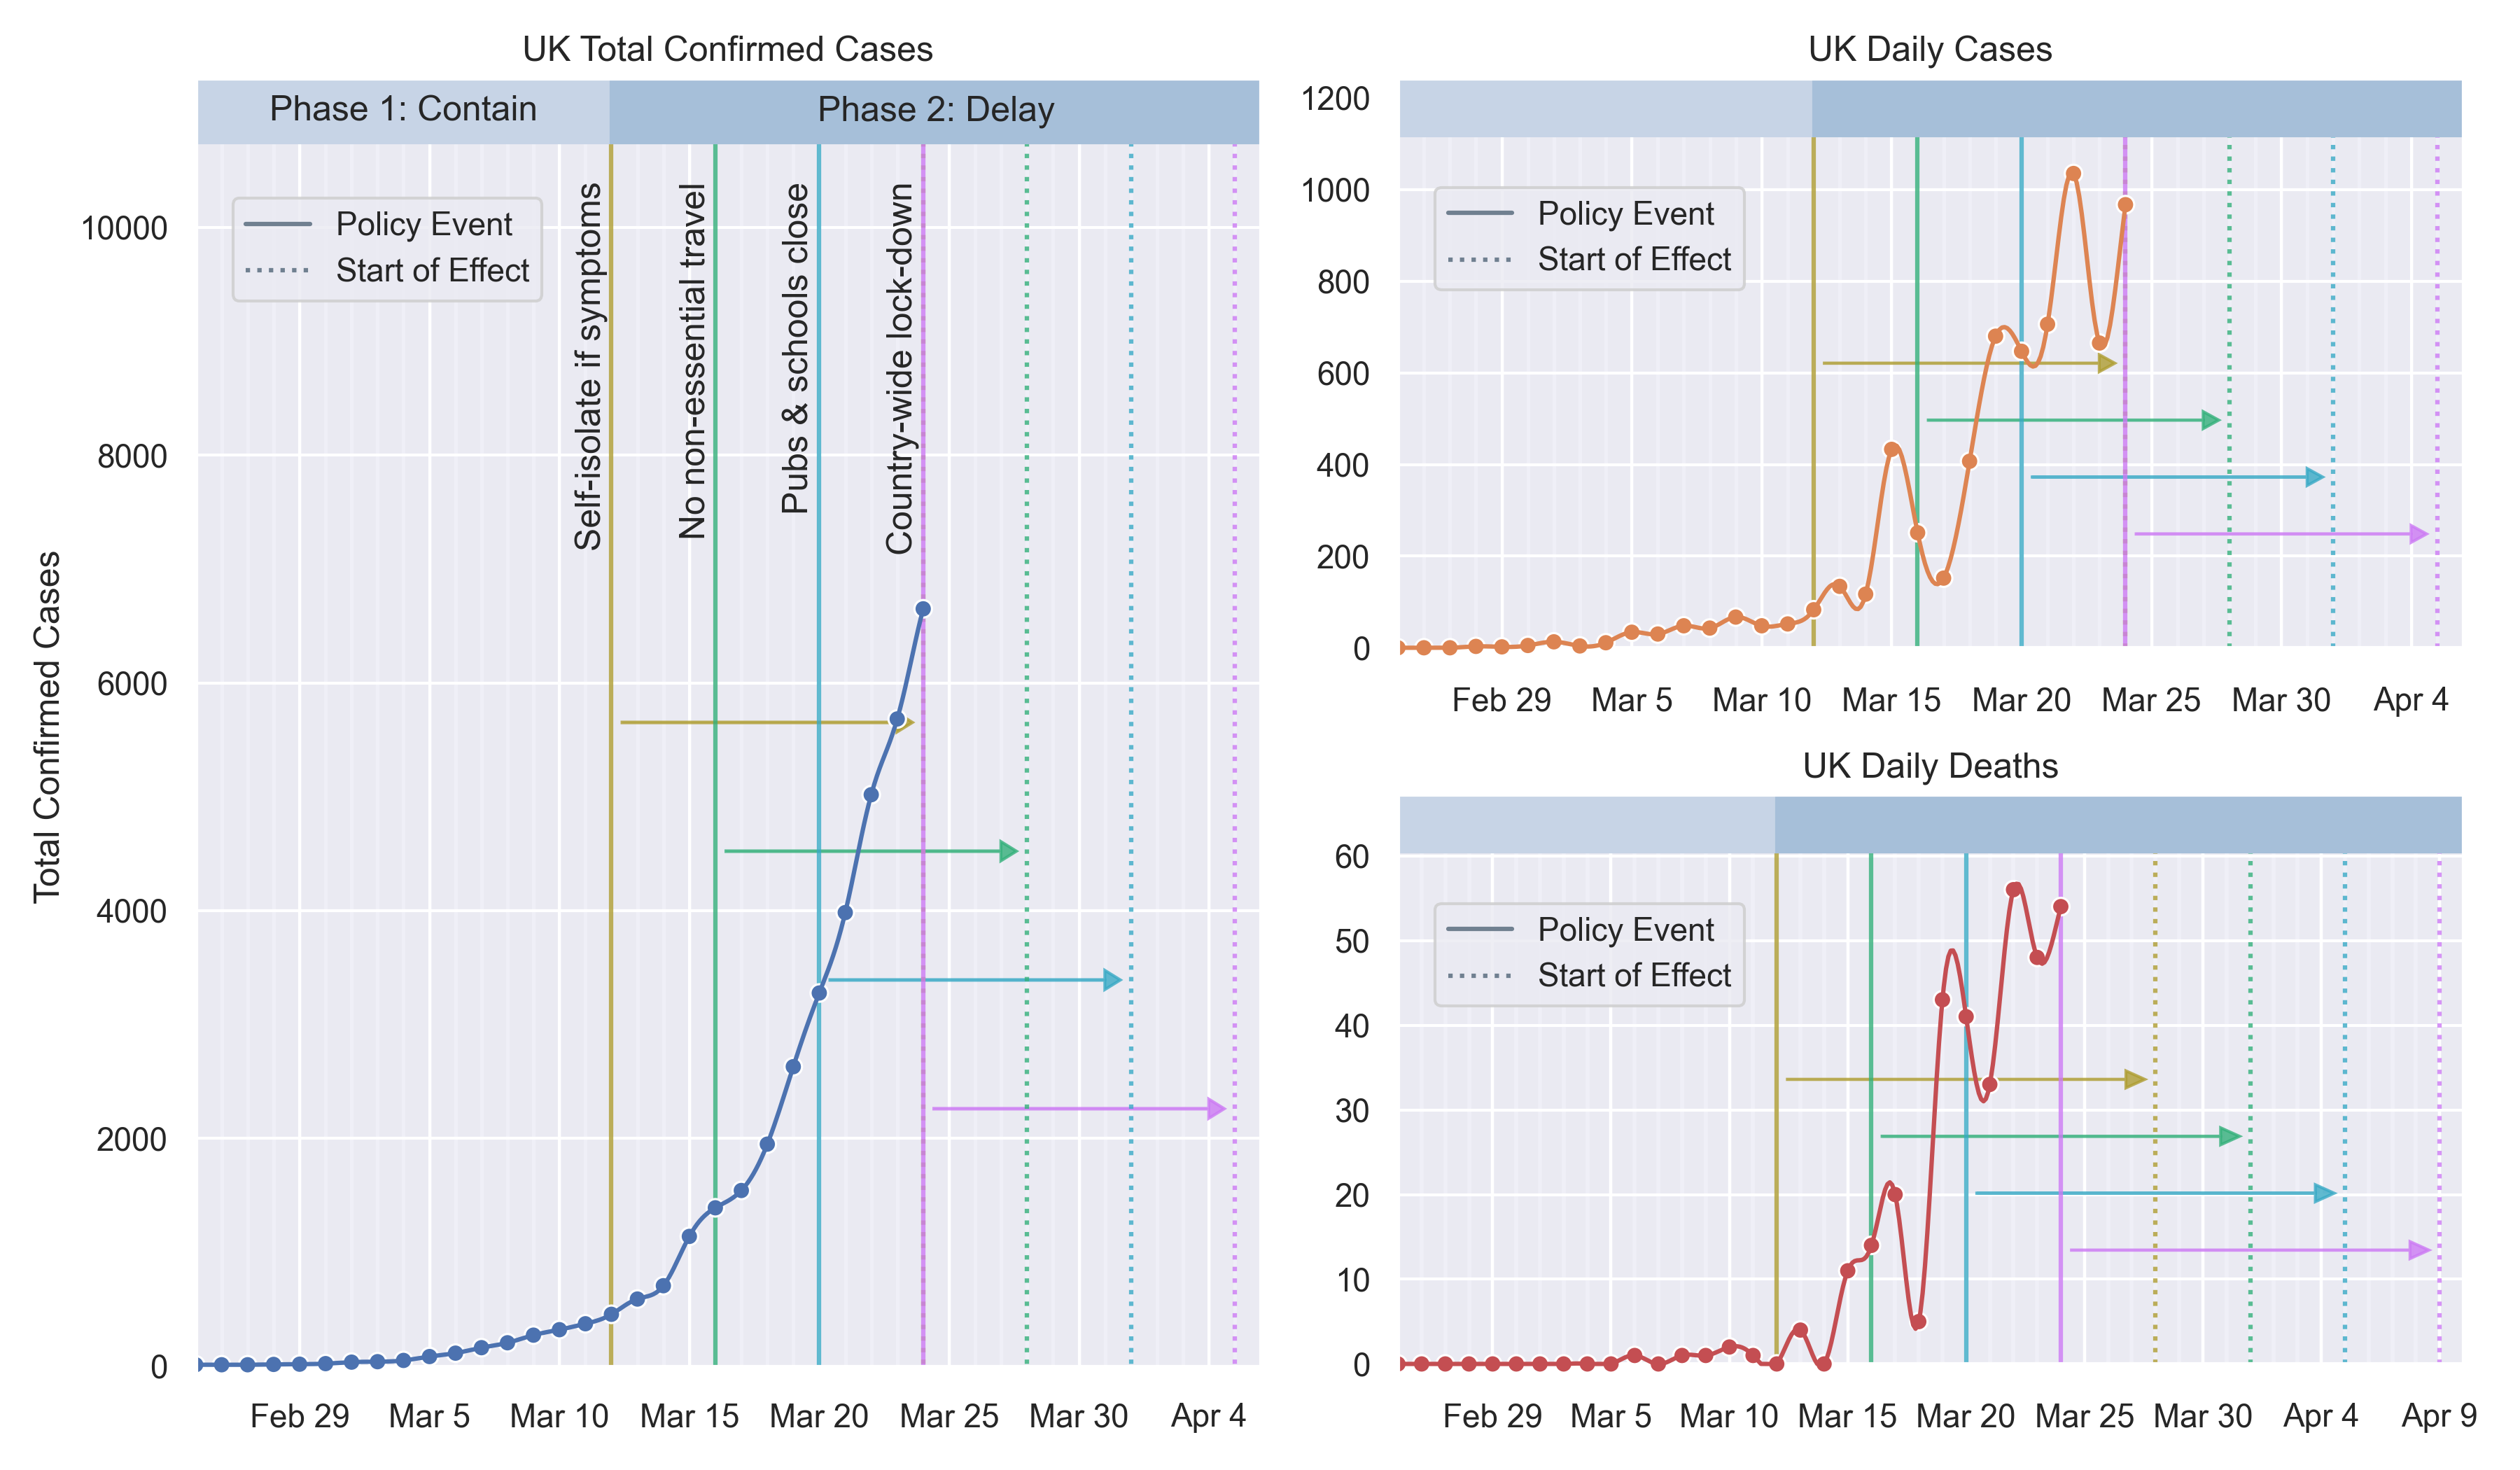 UK Total Confirmed Cases
Phase 1: Contain
Phase 2: Delay
Policy Event
Start of Effect
Self-isolate if symptoms
No non-essential travel
Pubs & schools close
Country-wide lock-down
Total Confirmed Cases
10000
8000
6000
4000
2000
0
Feb 29 Mar 5 Mar 10 Mar 15 Mar 20 Mar 25 Mar 30 Apr 4
UK Daily Cases
Policy Event
Start of Effect
1200
1000
800
600
400
200
0
Feb 29 Mar 5 Mar 10 Mar 15 Mar 20 Mar 25 Mar 30 Apr 4
UK Daily Deaths
Policy Event
Start of Effect
60
50
40
30
20
10
0
Feb 29 Mar 5 Mar 10 Mar 15 Mar 20 Mar 25 Mar 30 Apr 4 Apr 9